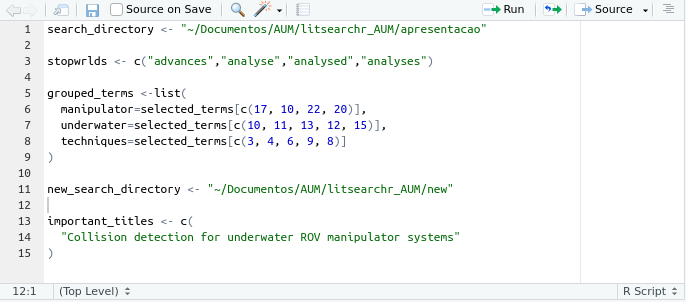 Source on Save Run Source
1 search_directory <- "~/Documentos/AUM/litsearchr_AUM/apresentacao"
2
3 stopwrlds <- c("advances","analyse","analysed","analyses")
4
5 grouped_terms <-list(
6   manipulator=selected_terms[c(17, 10, 22, 20)],
7   underwater=selected_terms[c(10, 11, 13, 12, 15)],
8   techniques=selected_terms[c(3, 4, 6, 9, 8)]
9 )
10
11 new_search_directory <- "~/Documentos/AUM/litsearchr_AUM/new"
12
13 important_titles <- c(
14   "Collision detection for underwater ROV manipulator systems"
15 )
12:1 (Top Level) R Script